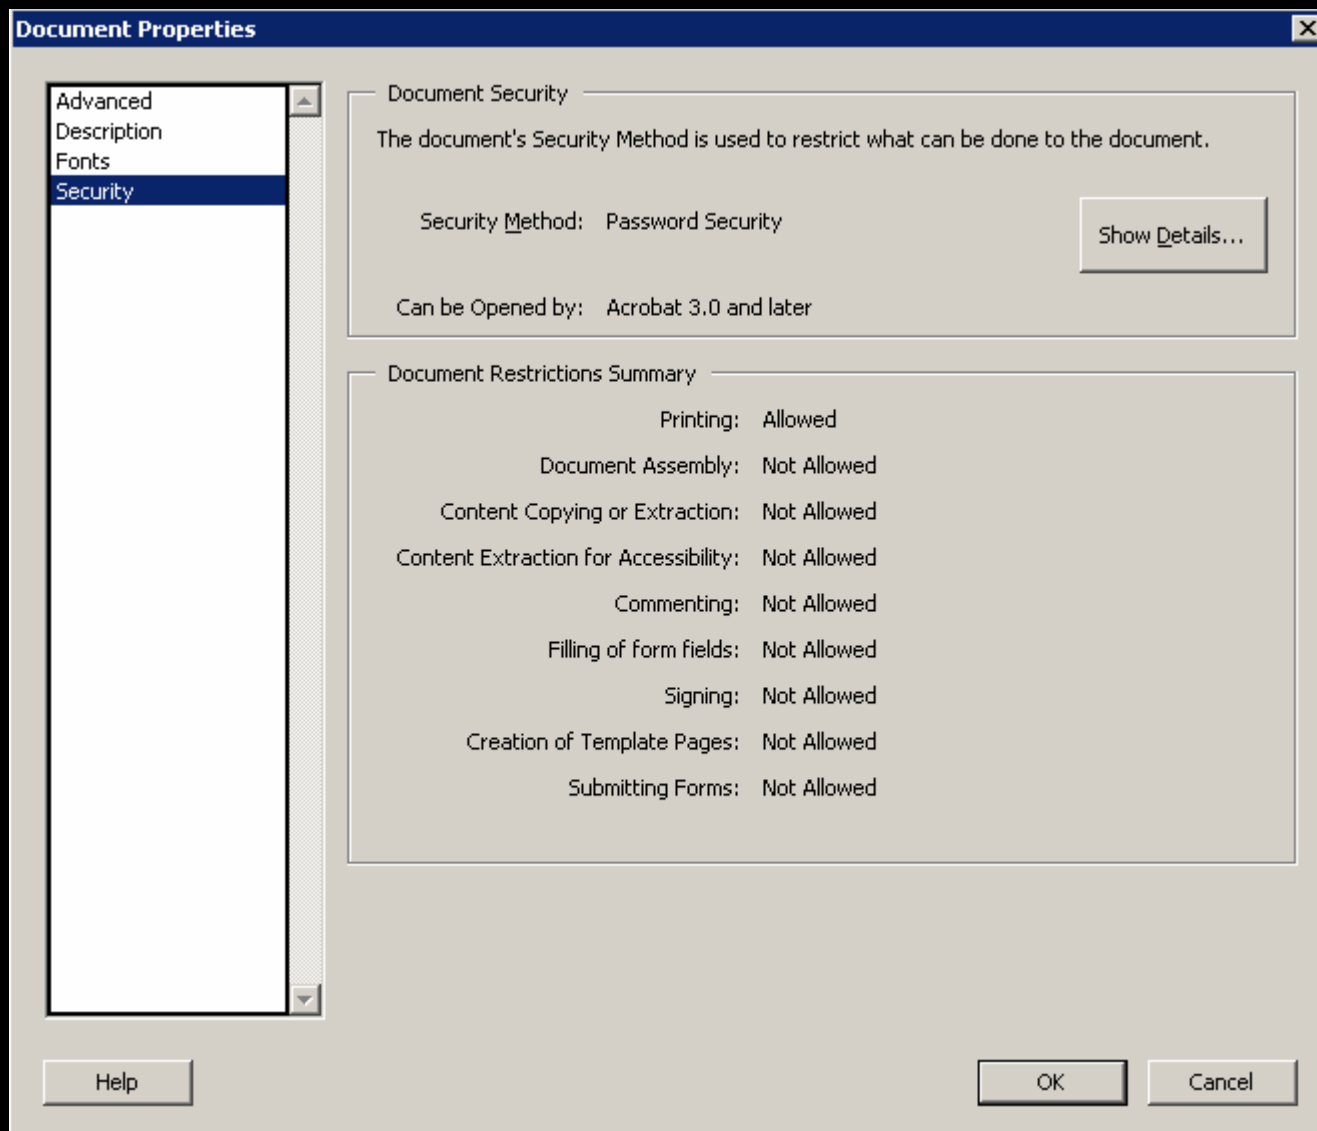 Document Properties
Advanced
Description
Fonts
Security
Document Security
The document's Security Method is used to restrict what can be done to the document.
Security Method: Password Security
Show Details...
Can be Opened by: Acrobat 3.0 and later
Document Restrictions Summary
Printing: Allowed
Document Assembly: Not Allowed
Content Copying or Extraction: Not Allowed
Content Extraction for Accessibility: Not Allowed
Commenting: Not Allowed
Filling of form fields: Not Allowed
Signing: Not Allowed
Creation of Template Pages: Not Allowed
Submitting Forms: Not Allowed
Help
OK
Cancel